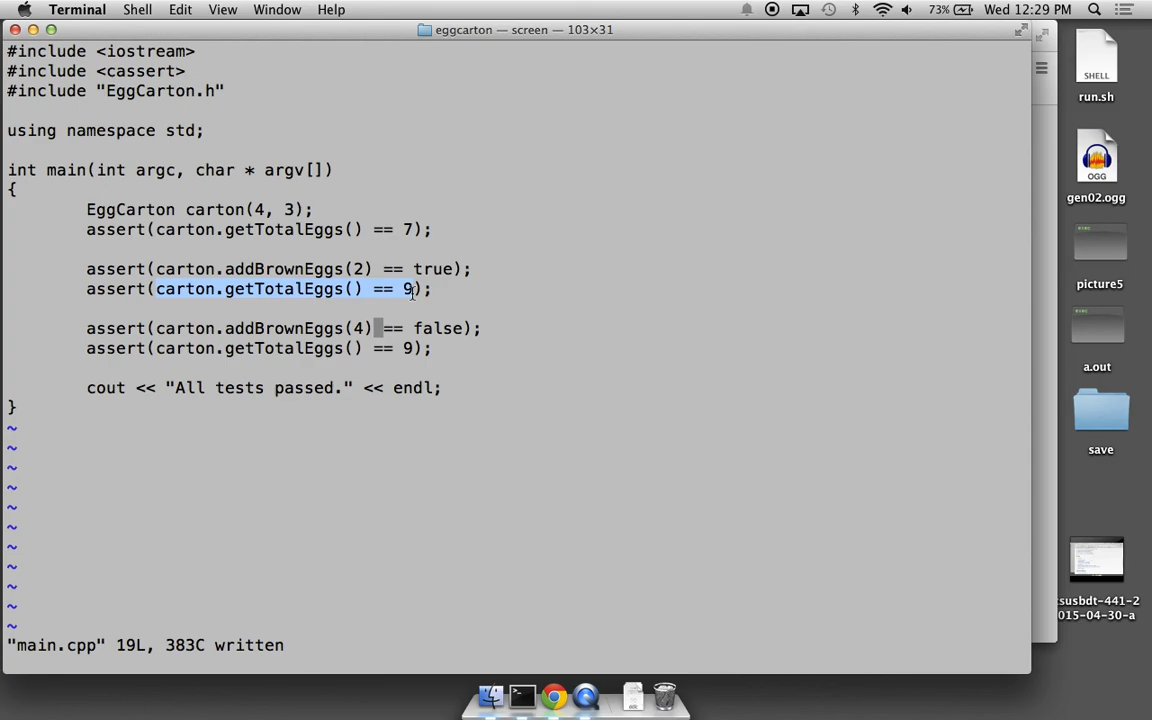 Terminal Shell Edit View Window Help 73% Wed 12:29 PM
eggcarton — screen — 103×31
#include <iostream>
#include <cassert>
#include "EggCarton.h"
using namespace std;
int main(int argc, char * argv[])
{
EggCarton carton(4, 3);
assert(carton.getTotalEggs() == 7);
assert(carton.addBrownEggs(2) == true);
assert(carton.getTotalEggs() == 9);
assert(carton.addBrownEggs(4) == false);
assert(carton.getTotalEggs() == 9);
cout << "All tests passed." << endl;
}
~
~
~
~
~
~
~
~
~
~
~
"main.cpp" 19L, 383C written
SHELL
run.sh
OGG
gen02.ogg
picture5
a.out
save
:susbdt-441-2
015-04-30-a